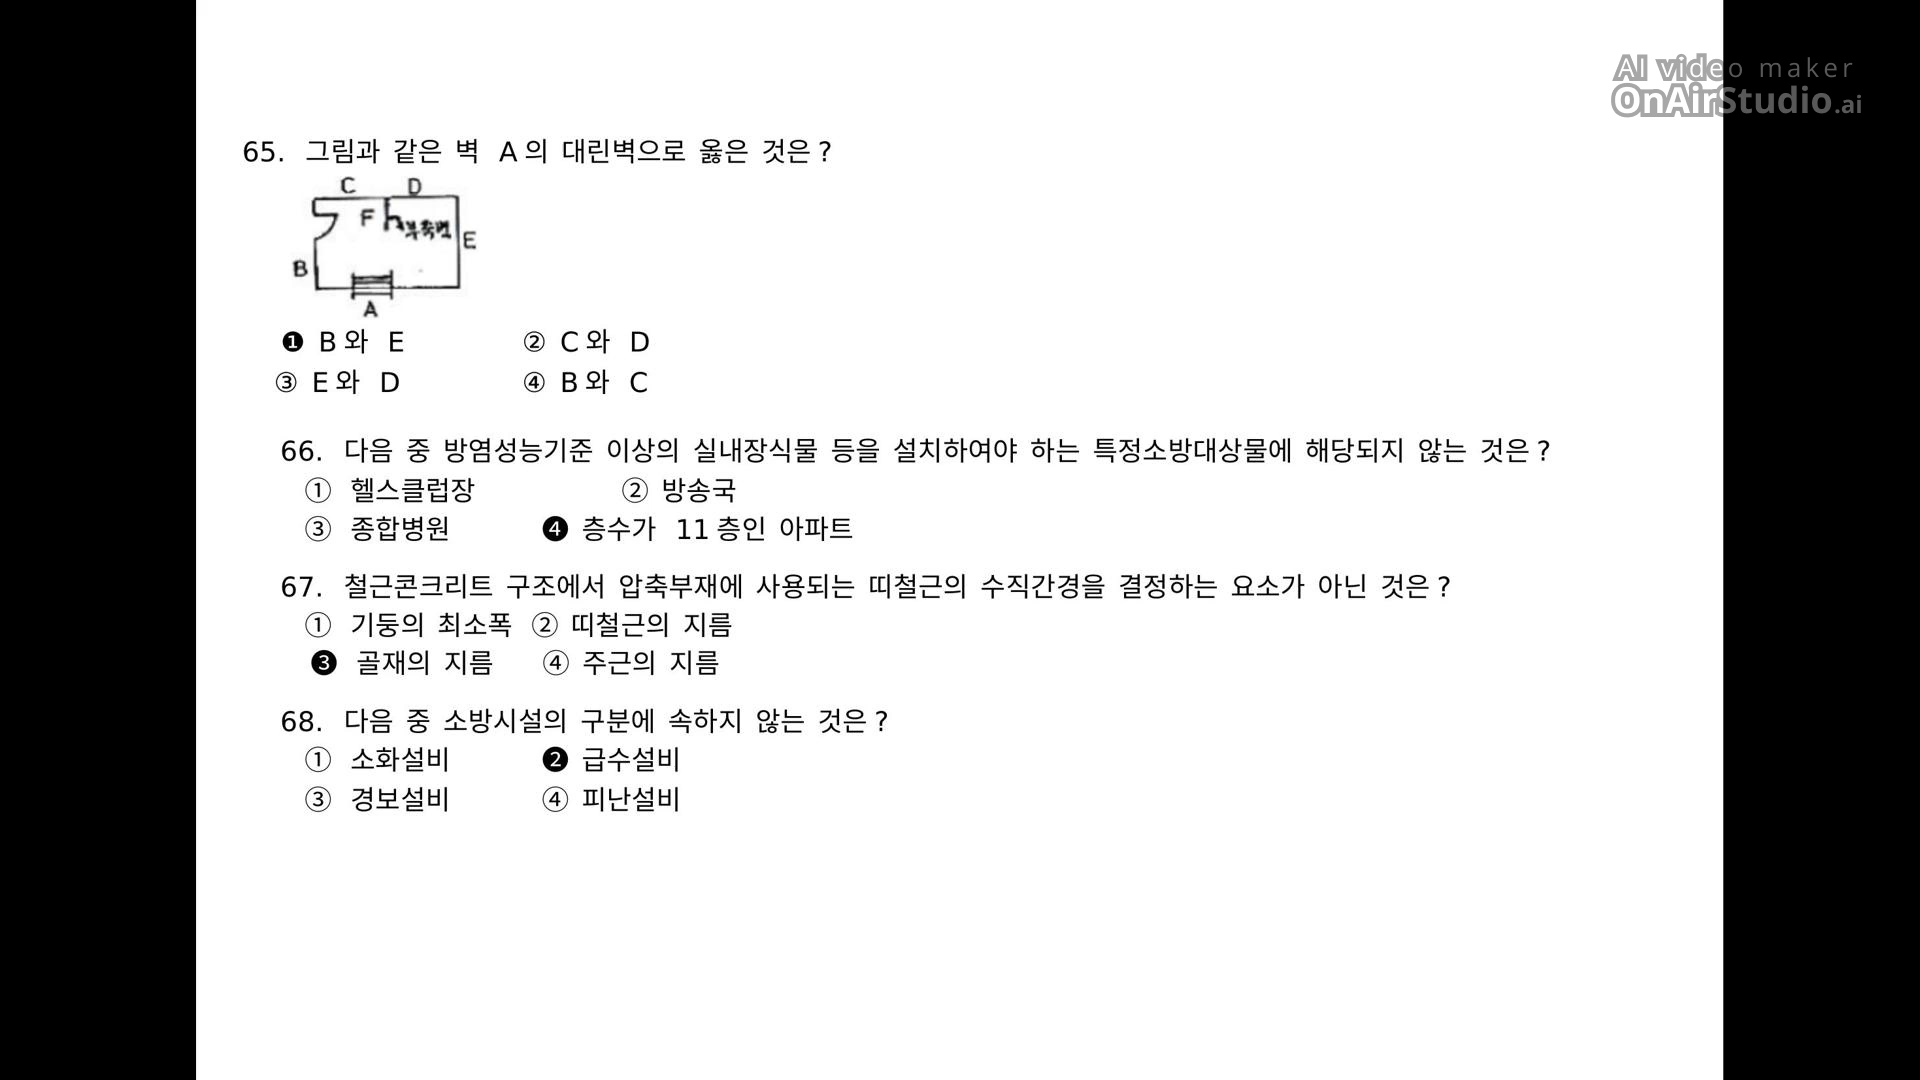 AI video maker
OnAirStudio.ai
65. 그림과 같은 벽 A의 대린벽으로 옳은 것은?
C D
F 부축벽
E
B
A
❶ B와 E ② C와 D
③ E와 D ④ B와 C
66. 다음 중 방염성능기준 이상의 실내장식물 등을 설치하여야 하는 특정소방대상물에 해당되지 않는 것은?
① 헬스클럽장 ② 방송국
③ 종합병원 ❹ 층수가 11층인 아파트
67. 철근콘크리트 구조에서 압축부재에 사용되는 띠철근의 수직간경을 결정하는 요소가 아닌 것은?
① 기둥의 최소폭 ② 띠철근의 지름
❸ 골재의 지름 ④ 주근의 지름
68. 다음 중 소방시설의 구분에 속하지 않는 것은?
① 소화설비 ❷ 급수설비
③ 경보설비 ④ 피난설비